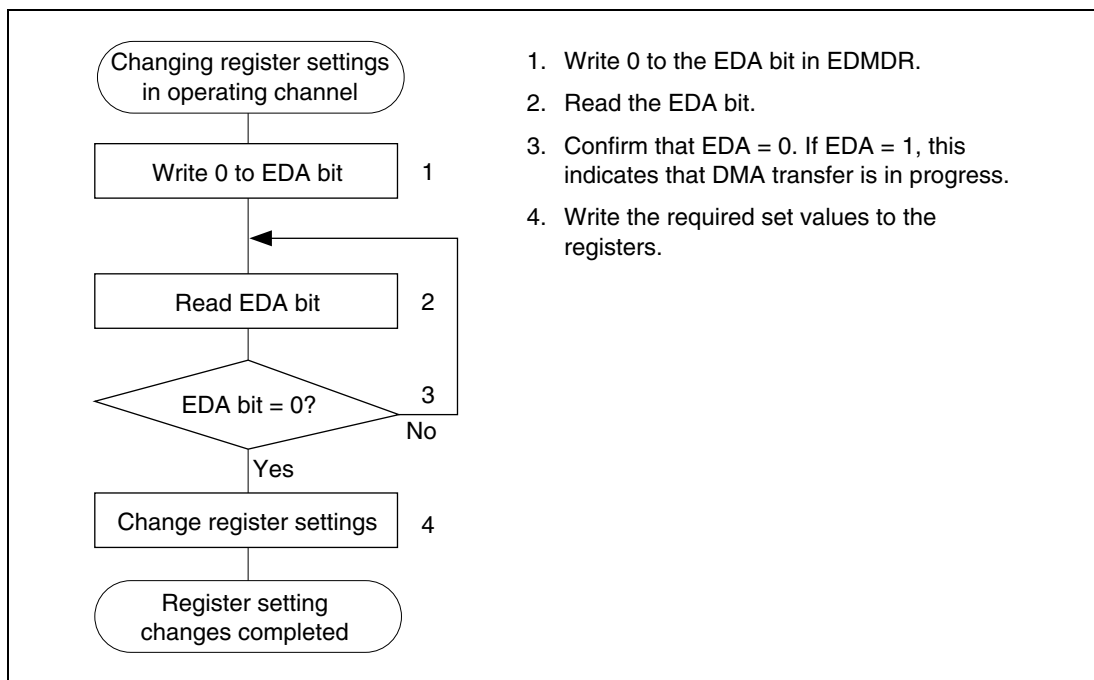 Changing register settings
in operating channel
Write 0 to EDA bit
1
Read EDA bit
2
EDA bit = 0?
3
No
Yes
Change register settings
4
Register setting
changes completed
1. Write 0 to the EDA bit in EDMDR.
2. Read the EDA bit.
3. Confirm that EDA = 0. If EDA = 1, this
indicates that DMA transfer is in progress.
4. Write the required set values to the
registers.